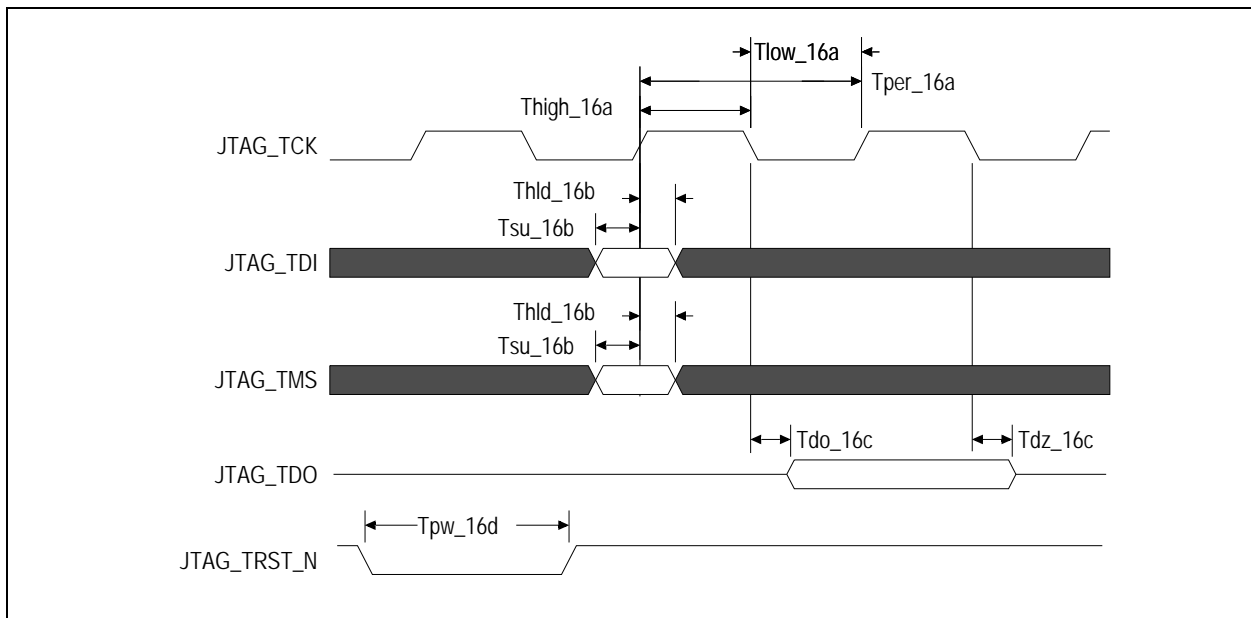 Tlow_16a
Tper_16a
Thigh_16a
JTAG_TCK
Thld_16b
Tsu_16b
JTAG_TDI
Thld_16b
Tsu_16b
JTAG_TMS
Tdo_16c
Tdz_16c
JTAG_TDO
Tpw_16d
JTAG_TRST_N